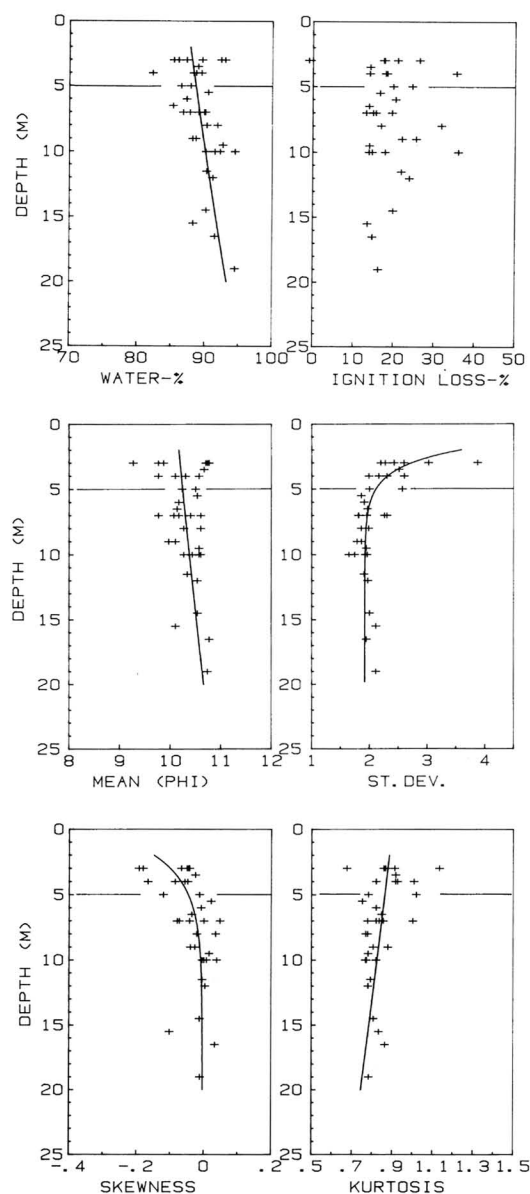 0
5
10
15
20
25
DEPTH (M)
70 80 90 100
WATER-%
0 10 20 30 40 50
IGNITION LOSS-%
0
5
10
15
20
25
DEPTH (M)
8 9 10 11 12
MEAN (PHI)
1 2 3 4
ST. DEV.
0
5
10
15
20
25
DEPTH (M)
-.4 -.2 0 .2
SKEWNESS
.5 .7 .9 1.1 1.3 1.5
KURTOSIS